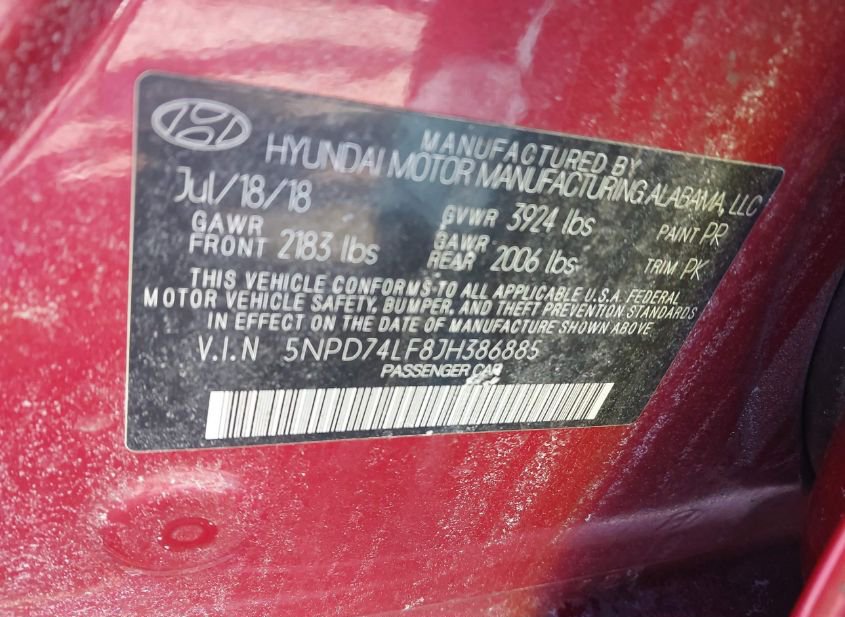 MANUFACTURED BY
HYUNDAI MOTOR MANUFACTURING ALABAMA, LLC
Jul/18/18
GAWR FRONT 2183 lbs
GVWR 3924 lbs
GAWR REAR 2006 lbs
PAINT PR
TRIM PK
THIS VEHICLE CONFORMS TO ALL APPLICABLE U.S.A. FEDERAL
MOTOR VEHICLE SAFETY, BUMPER, AND THEFT PREVENTION STANDARDS
IN EFFECT ON THE DATE OF MANUFACTURE SHOWN ABOVE
V.I.N 5NPD74LF8JH386885
PASSENGER CAR